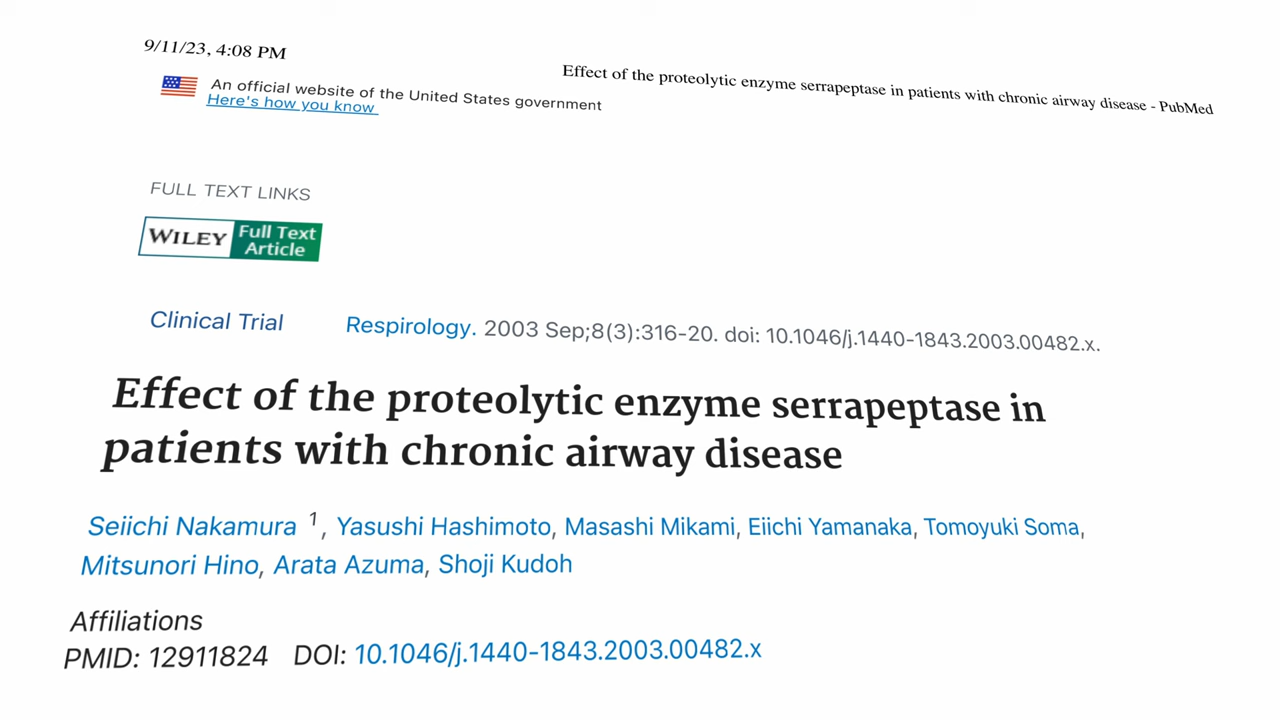 9/11/23, 4:08 PM
Effect of the proteolytic enzyme serrapeptase in patients with chronic airway disease - PubMed
An official website of the United States government
Here's how you know
FULL TEXT LINKS
WILEY Full Text
Article
Clinical Trial Respirology. 2003 Sep;8(3):316-20. doi: 10.1046/j.1440-1843.2003.00482.x.
Effect of the proteolytic enzyme serrapeptase in
patients with chronic airway disease
Seiichi Nakamura 1, Yasushi Hashimoto, Masashi Mikami, Eiichi Yamanaka, Tomoyuki Soma,
Mitsunori Hino, Arata Azuma, Shoji Kudoh
Affiliations
PMID: 12911824 DOI: 10.1046/j.1440-1843.2003.00482.x